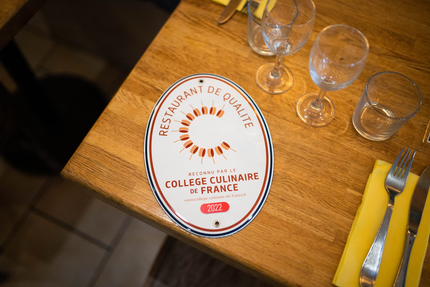 RESTAURANT DE QUALITÉ
RECONNU PAR LE
COLLEGE CULINAIRE
DE FRANCE
2022